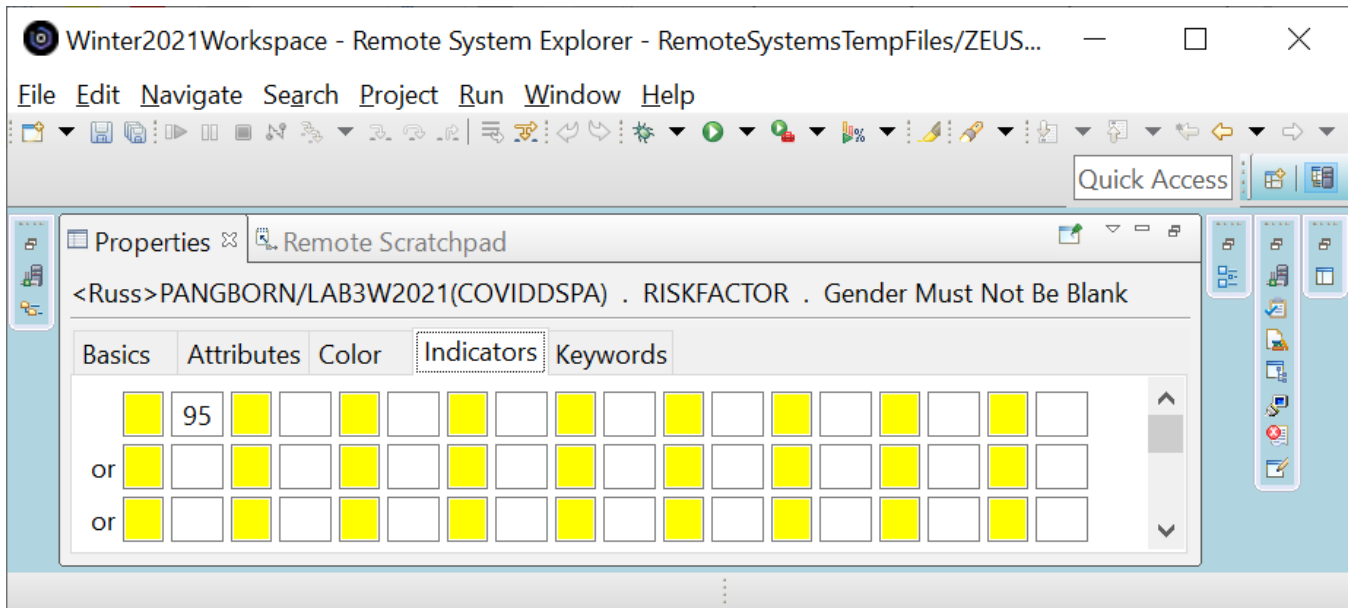 Winter2021Workspace - Remote System Explorer - RemoteSystemsTempFiles/ZEUS...
File Edit Navigate Search Project Run Window Help
Quick Access
Properties Remote Scratchpad
<Russ>PANGBORN/LAB3W2021(COVIDDSPA) . RISKFACTOR . Gender Must Not Be Blank
Basics Attributes Color Indicators Keywords
95
or
or